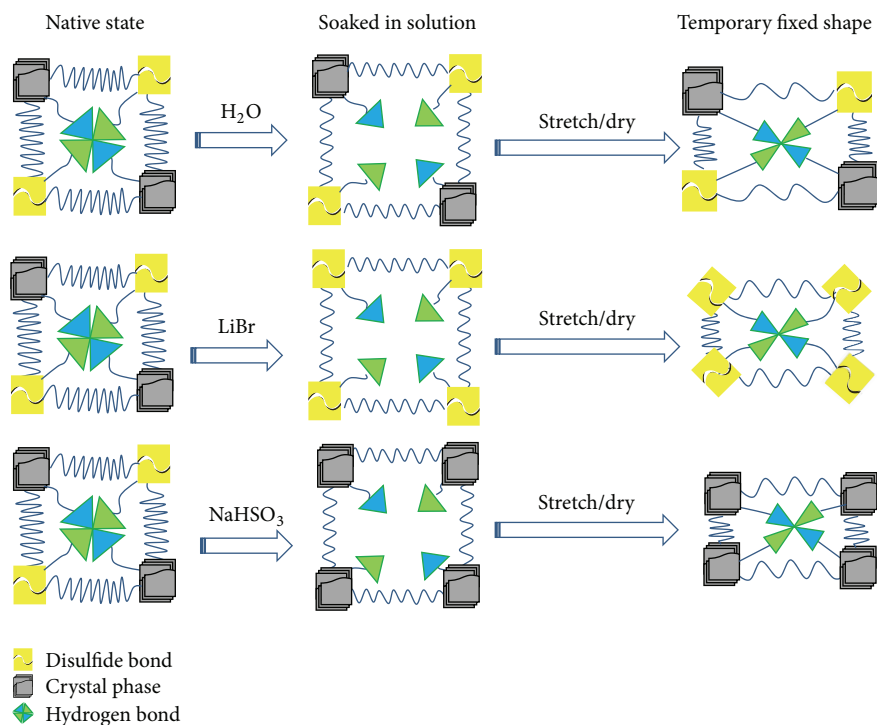 Native state
Soaked in solution
Temporary fixed shape
H₂O
Stretch/dry
LiBr
Stretch/dry
NaHSO₃
Stretch/dry
Disulfide bond
Crystal phase
Hydrogen bond